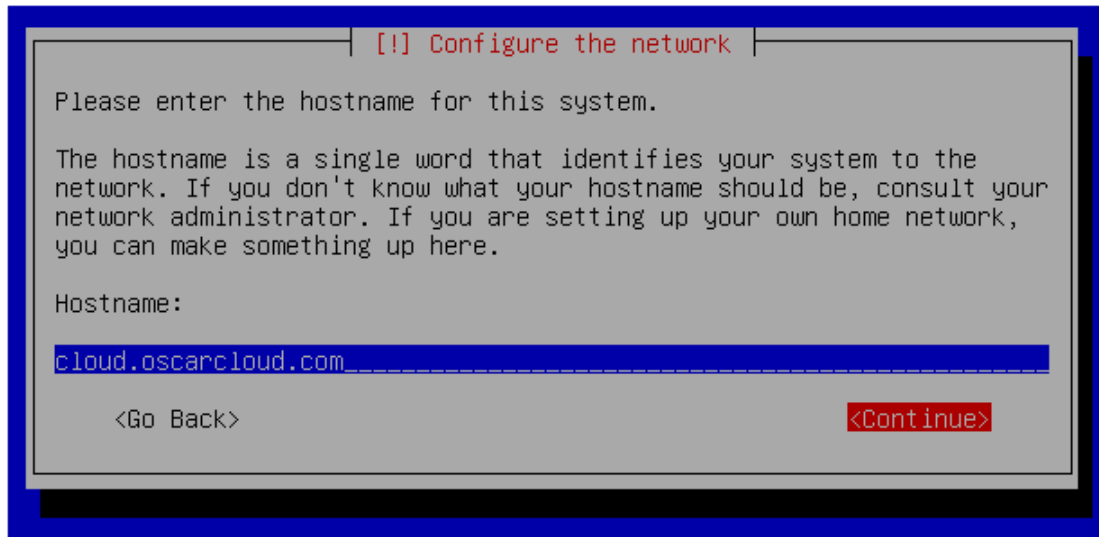 [!] Configure the network
Please enter the hostname for this system.
The hostname is a single word that identifies your system to the
network. If you don't know what your hostname should be, consult your
network administrator. If you are setting up your own home network,
you can make something up here.
Hostname:
cloud.oscarcloud.com
<Go Back> <Continue>